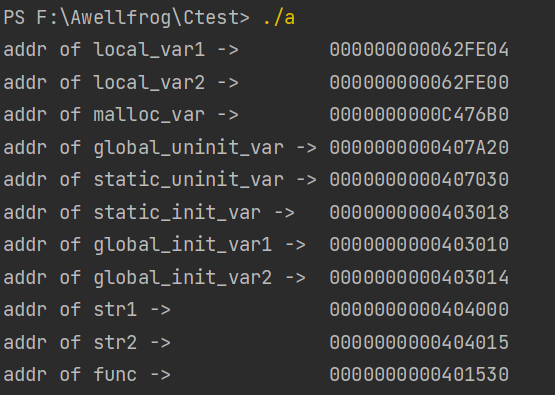 PS F:\Awellfrog\Ctest> ./a
addr of local_var1 -> 000000000062FE04
addr of local_var2 -> 000000000062FE00
addr of malloc_var -> 0000000000C476B0
addr of global_uninit_var -> 0000000000407A20
addr of static_uninit_var -> 0000000000407030
addr of static_init_var -> 0000000000403018
addr of global_init_var1 -> 0000000000403010
addr of global_init_var2 -> 0000000000403014
addr of str1 -> 0000000000404000
addr of str2 -> 0000000000404015
addr of func -> 0000000000401530